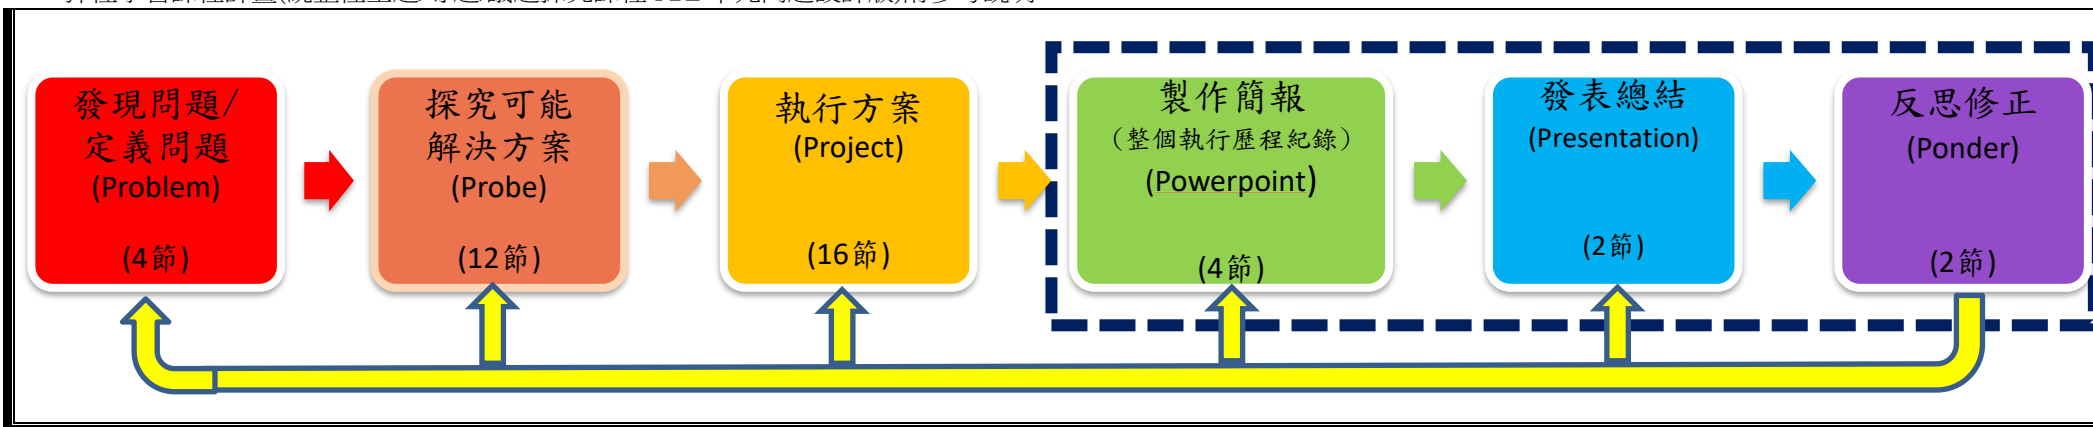 發現問題/
定義問題
(Problem)
(4節)
探究可能
解決方案
(Probe)
(12節)
執行方案
(Project)
(16節)
製作簡報
（整個執行歷程紀錄）
(Powerpoint)
(4節)
發表總結
(Presentation)
(2節)
反思修正
(Ponder)
(2節)